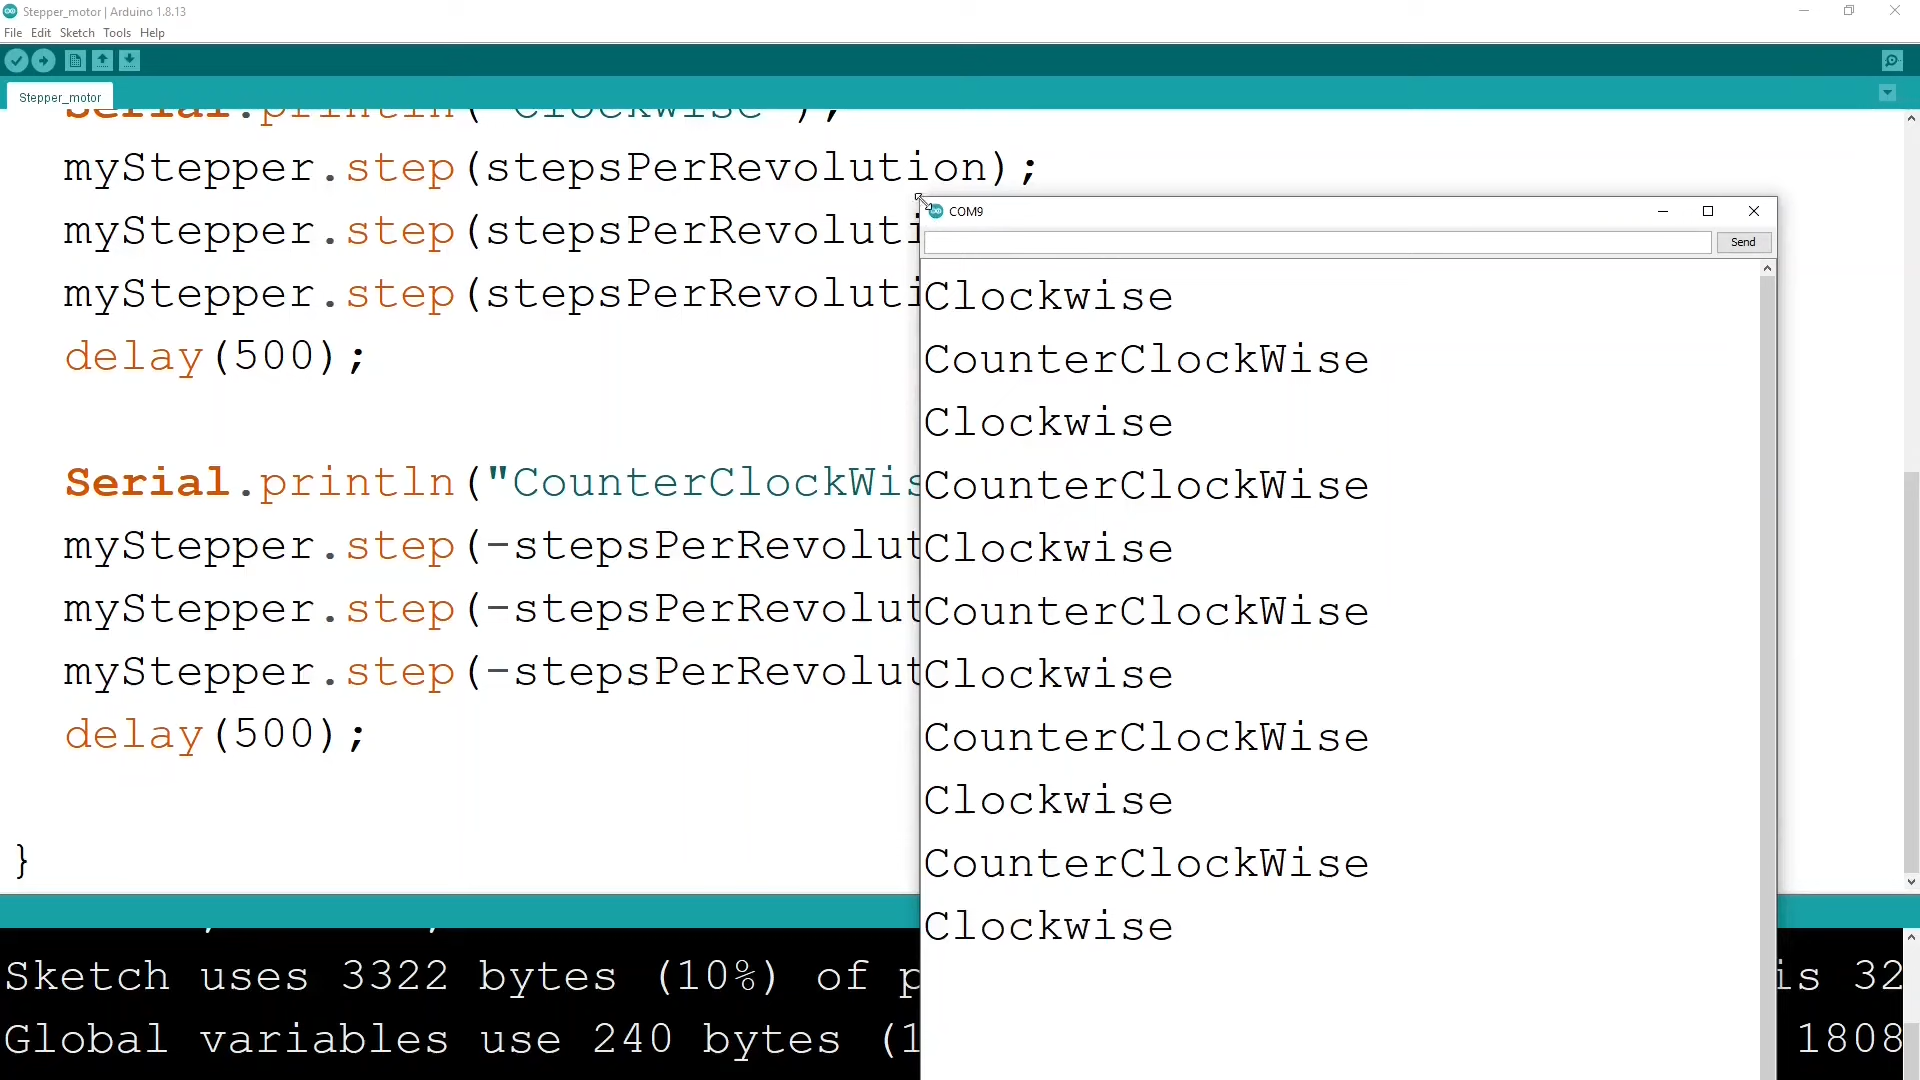 Stepper_motor | Arduino 1.8.13
File Edit Sketch Tools Help
Stepper_motor
Serial.println("Clockwise");
myStepper.step(stepsPerRevolution);
myStepper.step(stepsPerRevoluti
myStepper.step(stepsPerRevoluti
delay(500);
Serial.println("CounterClockWis
myStepper.step(-stepsPerRevolut
myStepper.step(-stepsPerRevolut
myStepper.step(-stepsPerRevolut
delay(500);
}
COM9
Send
Clockwise
CounterClockWise
Clockwise
CounterClockWise
Clockwise
CounterClockWise
Clockwise
CounterClockWise
Clockwise
CounterClockWise
Clockwise
Sketch uses 3322 bytes (10%) of p
is 32
Global variables use 240 bytes (1
1808